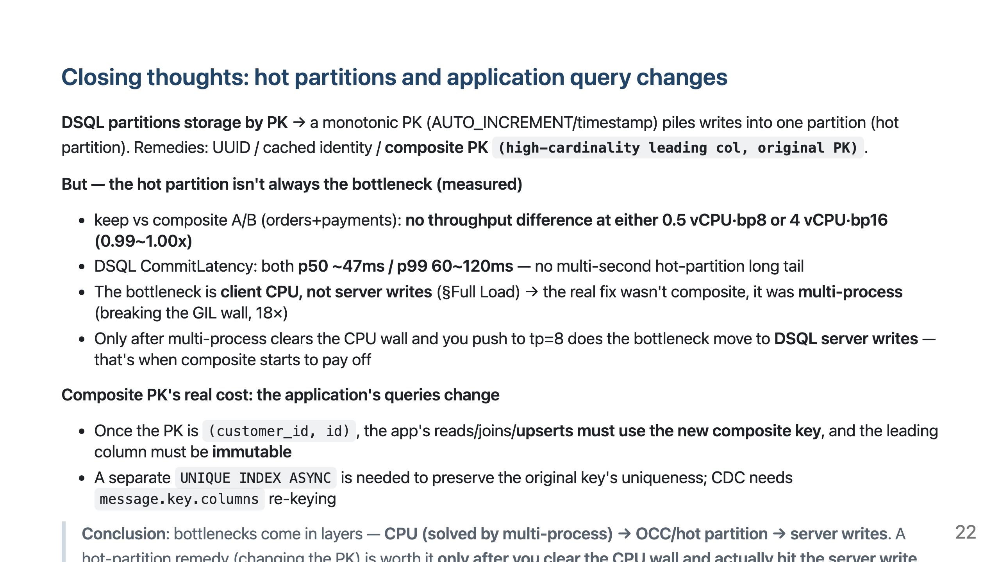 Closing thoughts: hot partitions and application query changes
DSQL partitions storage by PK → a monotonic PK (AUTO_INCREMENT/timestamp) piles writes into one partition (hot
partition). Remedies: UUID / cached identity / composite PK (high-cardinality leading col, original PK) .
But — the hot partition isn't always the bottleneck (measured)
• keep vs composite A/B (orders+payments): no throughput difference at either 0.5 vCPU·bp8 or 4 vCPU·bp16
(0.99~1.00x)
• DSQL CommitLatency: both p50 ~47ms / p99 60~120ms — no multi-second hot-partition long tail
• The bottleneck is client CPU, not server writes (§Full Load) → the real fix wasn't composite, it was multi-process
(breaking the GIL wall, 18×)
• Only after multi-process clears the CPU wall and you push to tp=8 does the bottleneck move to DSQL server writes —
that's when composite starts to pay off
Composite PK's real cost: the application's queries change
• Once the PK is (customer_id, id) , the app's reads/joins/upserts must use the new composite key, and the leading
column must be immutable
• A separate UNIQUE INDEX ASYNC is needed to preserve the original key's uniqueness; CDC needs
message.key.columns re-keying
Conclusion: bottlenecks come in layers — CPU (solved by multi-process) → OCC/hot partition → server writes. A
hot-partition remedy (changing the PK) is worth it only after you clear the CPU wall and actually hit the server write
22